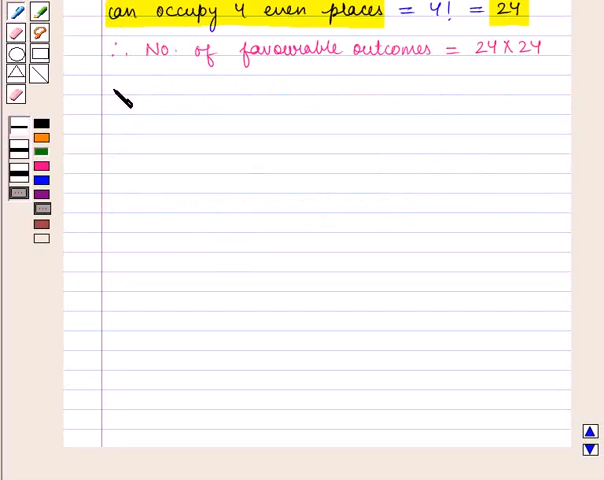 can occupy 4 even places = 4! = 24
∴ No. of favourable outcomes = 24 × 24